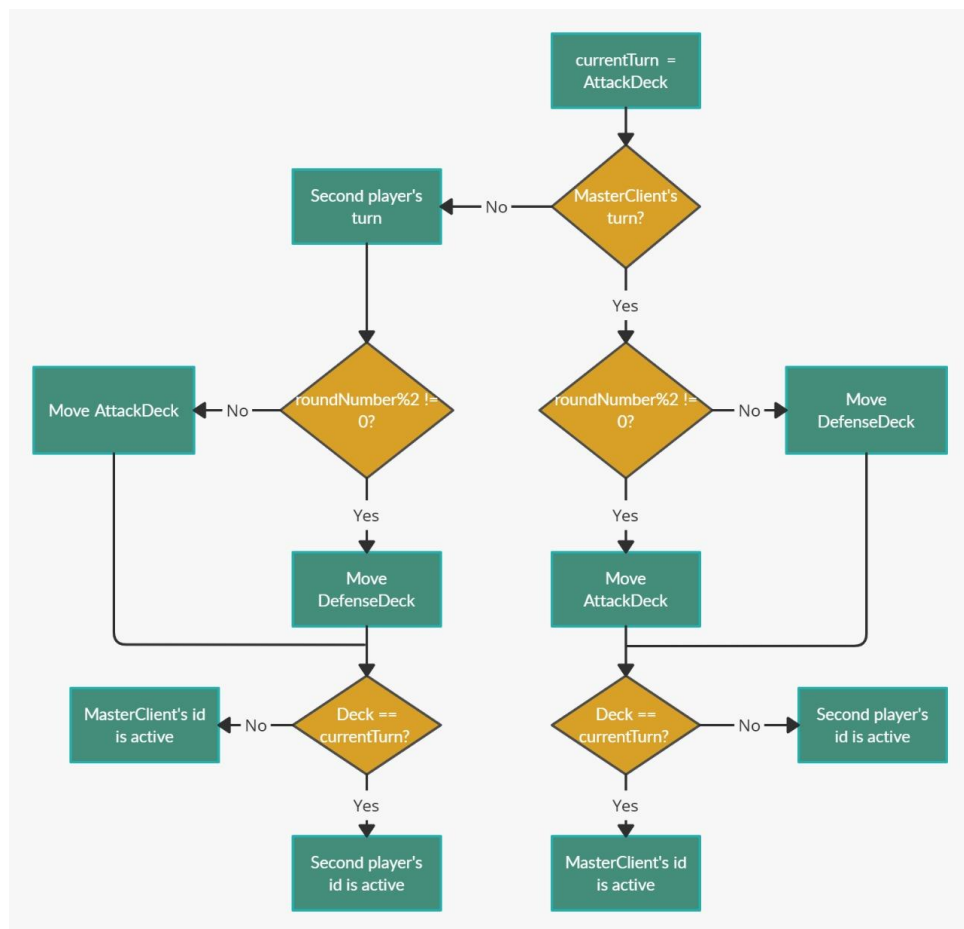 currentTurn =
AttackDeck
MasterClient's
turn?
No
Second player's
turn
Yes
roundNumber%2 !=
0?
No
Move AttackDeck
roundNumber%2 !=
0?
No
Move
DefenseDeck
Yes
Yes
Move
DefenseDeck
Move
AttackDeck
Deck ==
currentTurn?
No
MasterClient's id
is active
Deck ==
currentTurn?
No
Second player's
id is active
Yes
Yes
Second player's
id is active
MasterClient's id
is active